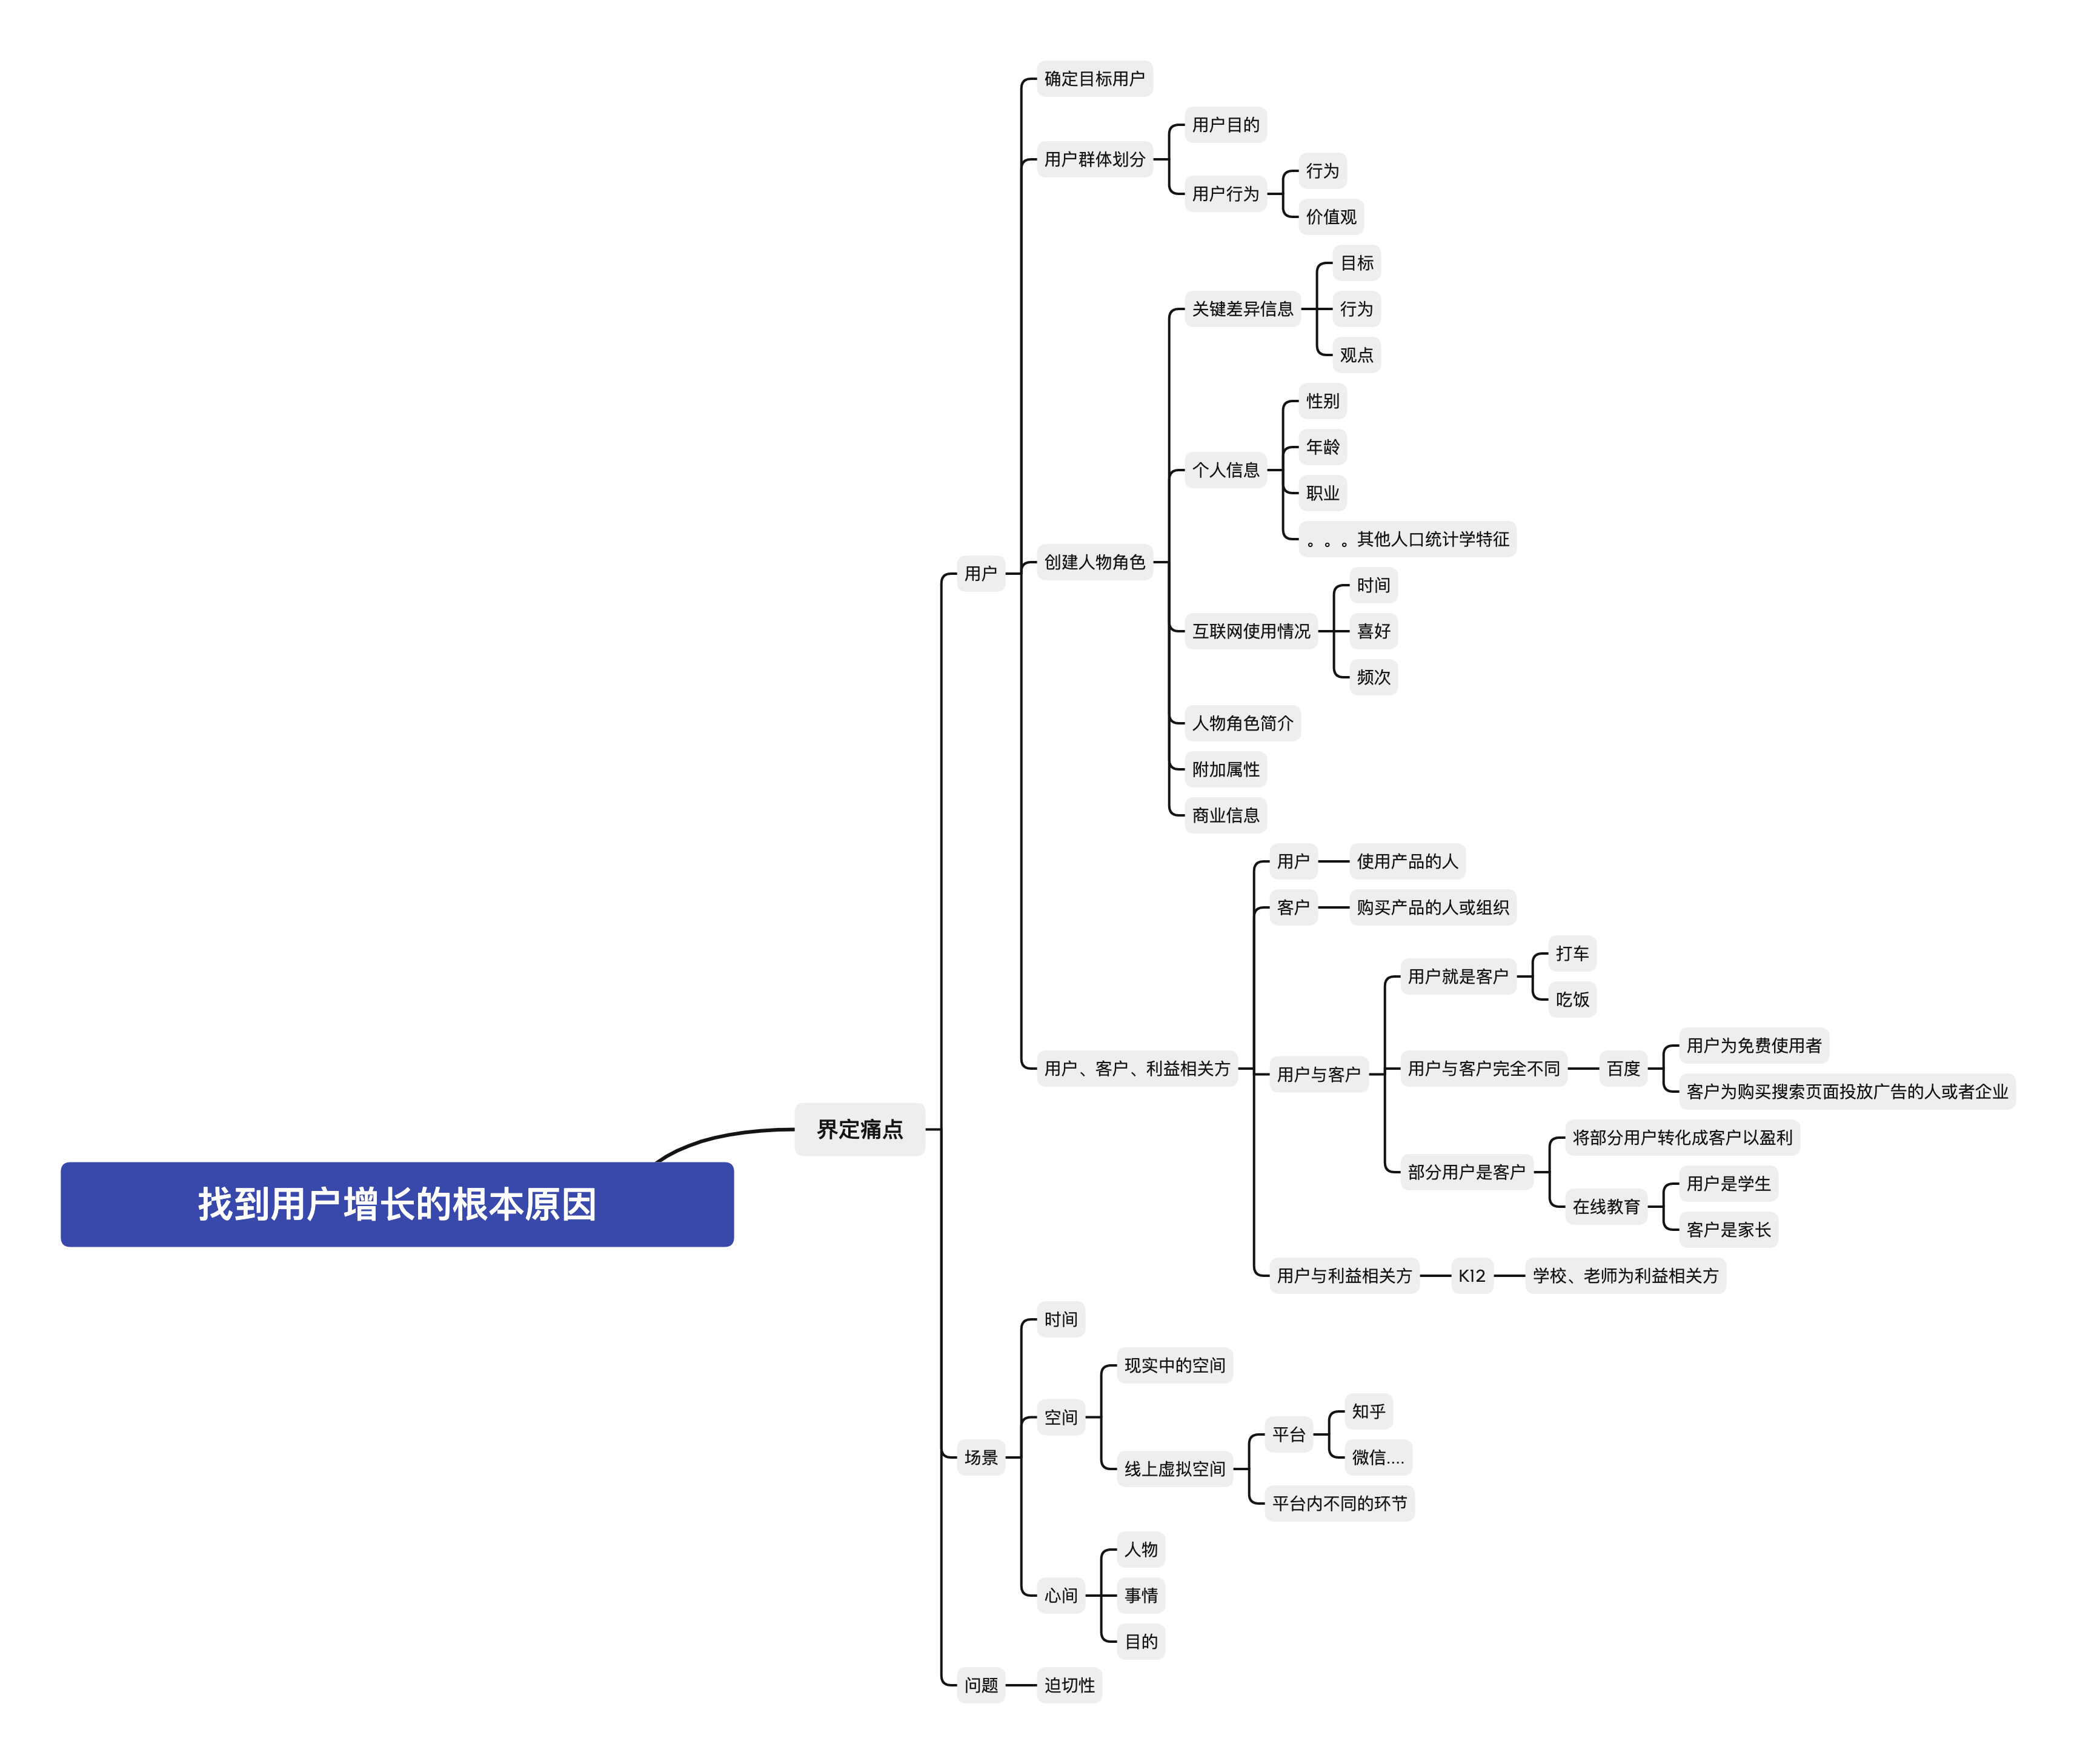 找到用户增长的根本原因
界定痛点
用户
确定目标用户
用户群体划分
用户目的
用户行为
行为
价值观
创建人物角色
关键差异信息
目标
行为
观点
个人信息
性别
年龄
职业
。。。其他人口统计学特征
互联网使用情况
时间
喜好
频次
人物角色简介
附加属性
商业信息
用户、客户、利益相关方
用户
使用产品的人
客户
购买产品的人或组织
用户与客户
用户就是客户
打车
吃饭
用户与客户完全不同
百度
用户为免费使用者
客户为购买搜索页面投放广告的人或者企业
部分用户是客户
将部分用户转化成客户以盈利
在线教育
用户是学生
客户是家长
用户与利益相关方
K12
学校、老师为利益相关方
场景
时间
空间
现实中的空间
线上虚拟空间
平台
知乎
微信....
平台内不同的环节
心间
人物
事情
目的
问题
迫切性